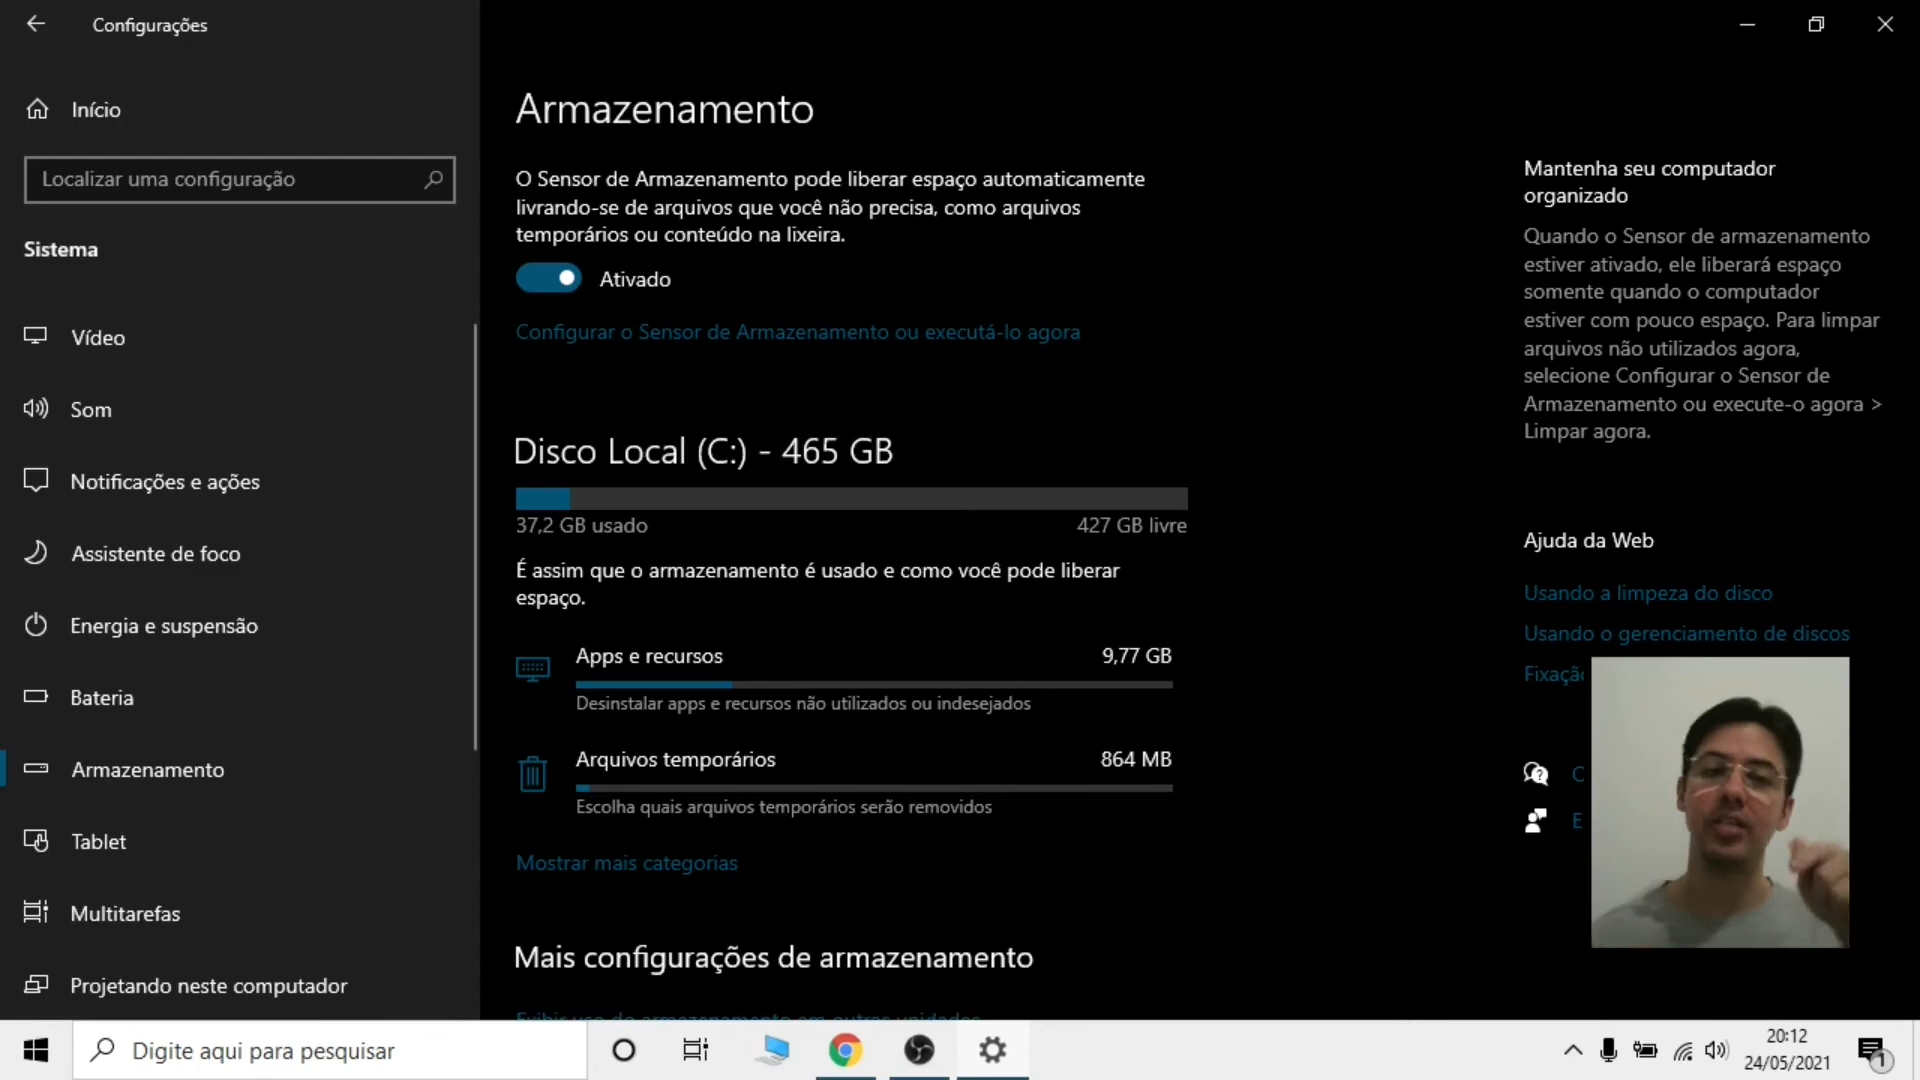 Configurações
Início
Localizar uma configuração
Sistema
Vídeo
Som
Notificações e ações
Assistente de foco
Energia e suspensão
Bateria
Armazenamento
Tablet
Multitarefas
Projetando neste computador
Armazenamento
O Sensor de Armazenamento pode liberar espaço automaticamente
livrando-se de arquivos que você não precisa, como arquivos
temporários ou conteúdo na lixeira.
Ativado
Configurar o Sensor de Armazenamento ou executá-lo agora
Disco Local (C:) - 465 GB
37,2 GB usado
427 GB livre
É assim que o armazenamento é usado e como você pode liberar
espaço.
Apps e recursos
9,77 GB
Desinstalar apps e recursos não utilizados ou indesejados
Arquivos temporários
864 MB
Escolha quais arquivos temporários serão removidos
Mostrar mais categorias
Mais configurações de armazenamento
Exibir uso do armazenamento em outras unidades
Mantenha seu computador
organizado
Quando o Sensor de armazenamento
estiver ativado, ele liberará espaço
somente quando o computador
estiver com pouco espaço. Para limpar
arquivos não utilizados agora,
selecione Configurar o Sensor de
Armazenamento ou execute-o agora >
Limpar agora.
Ajuda da Web
Usando a limpeza do disco
Usando o gerenciamento de discos
Digite aqui para pesquisar
20:12
24/05/2021
1